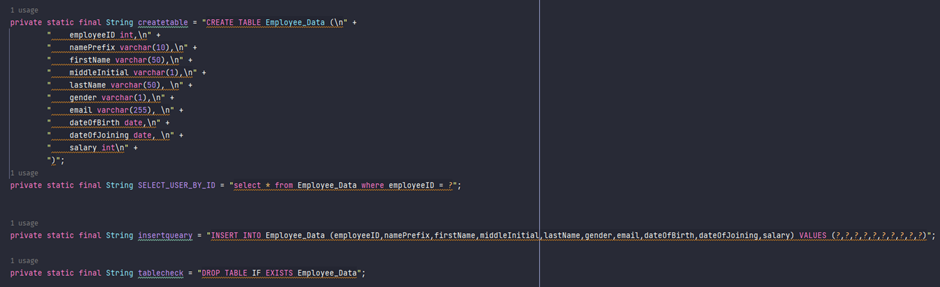 1 usage
private static final String createtable = "CREATE TABLE Employee_Data (\n" +
"    employeeID int,\n" +
"    namePrefix varchar(10),\n" +
"    firstName varchar(50),\n" +
"    middleInitial varchar(1),\n" +
"    lastName varchar(50), \n" +
"    gender varchar(1),\n" +
"    email varchar(255), \n" +
"    dateOfBirth date,\n" +
"    dateOfJoining date, \n" +
"    salary int\n" +
")";
1 usage
private static final String SELECT_USER_BY_ID = "select * from Employee_Data where employeeID = ?";
1 usage
private static final String insertqueary = "INSERT INTO Employee_Data (employeeID,namePrefix,firstName,middleInitial,lastName,gender,email,dateOfBirth,dateOfJoining,salary) VALUES (?,?,?,?,?,?,?,?,?,?)";
1 usage
private static final String tablecheck = "DROP TABLE IF EXISTS Employee_Data";